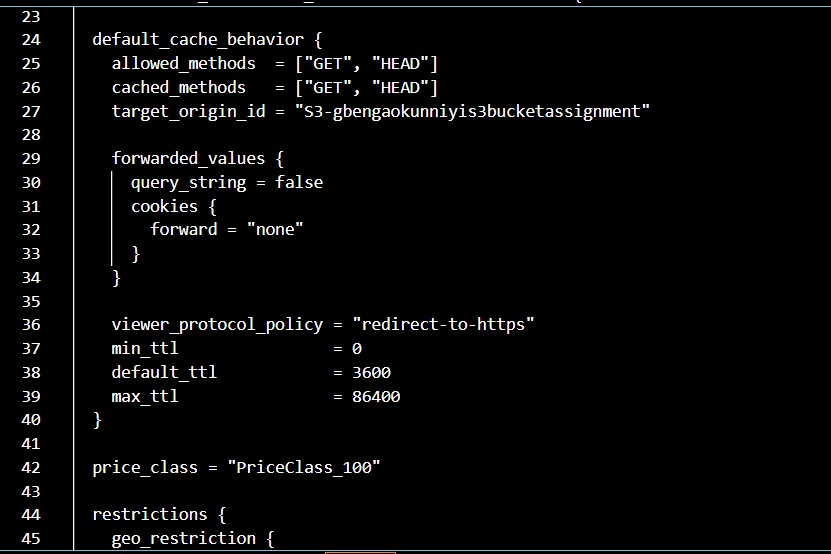 23
24 default_cache_behavior {
25 allowed_methods  = ["GET", "HEAD"]
26 cached_methods   = ["GET", "HEAD"]
27 target_origin_id = "S3-gbengaokunniyis3bucketassignment"
28
29 forwarded_values {
30 query_string = false
31 cookies {
32 forward = "none"
33 }
34 }
35
36 viewer_protocol_policy = "redirect-to-https"
37 min_ttl                = 0
38 default_ttl            = 3600
39 max_ttl                = 86400
40 }
41
42 price_class = "PriceClass_100"
43
44 restrictions {
45 geo_restriction {